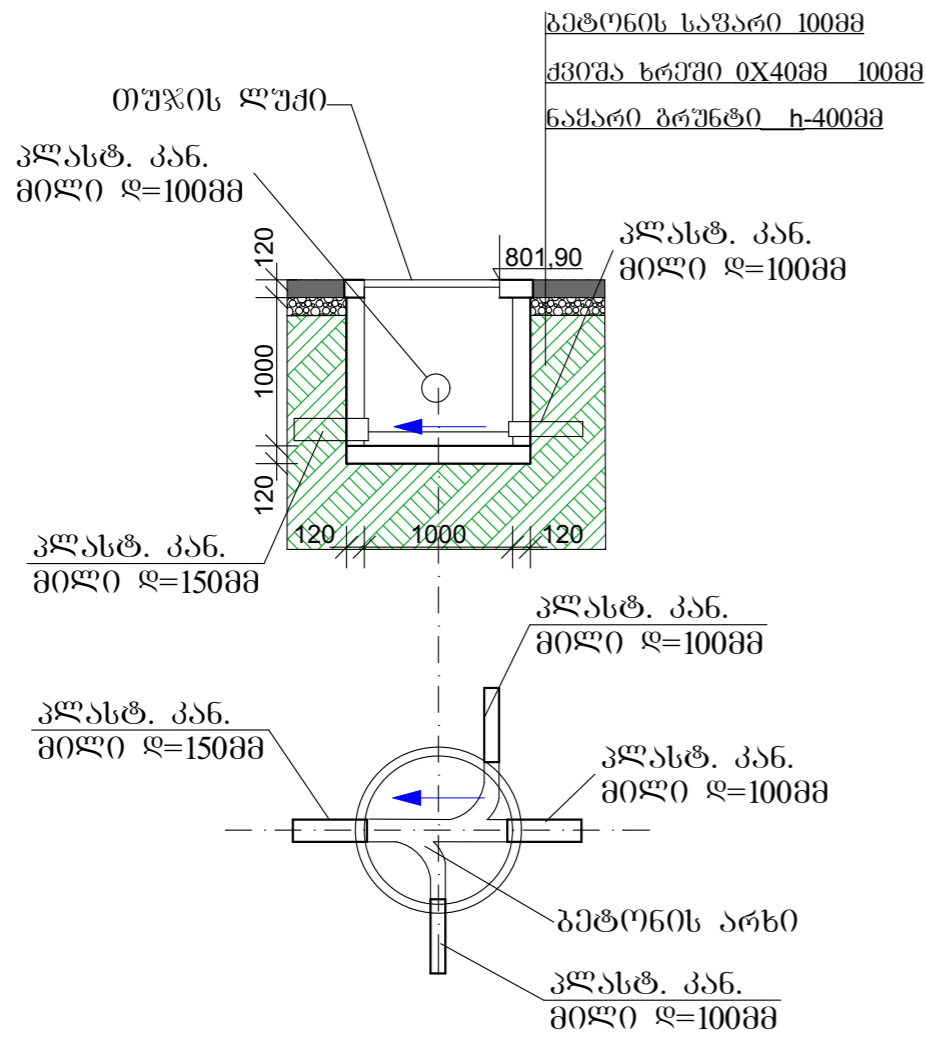 ბეტონის საფარი 100მმ
ქვიშა ხრეში 0X40მმ 100მმ
ნაყარი გრუნტი h-400მმ
თუჯის ლუქი
პლასტ. კან.
მილი დ=100მმ
პლასტ. კან.
მილი დ=100მმ
801,90
120
1000
120
120
1000
120
პლასტ. კან.
მილი დ=150მმ
პლასტ. კან.
მილი დ=100მმ
პლასტ. კან.
მილი დ=150მმ
პლასტ. კან.
მილი დ=100მმ
ბეტონის არხი
პლასტ. კან.
მილი დ=100მმ